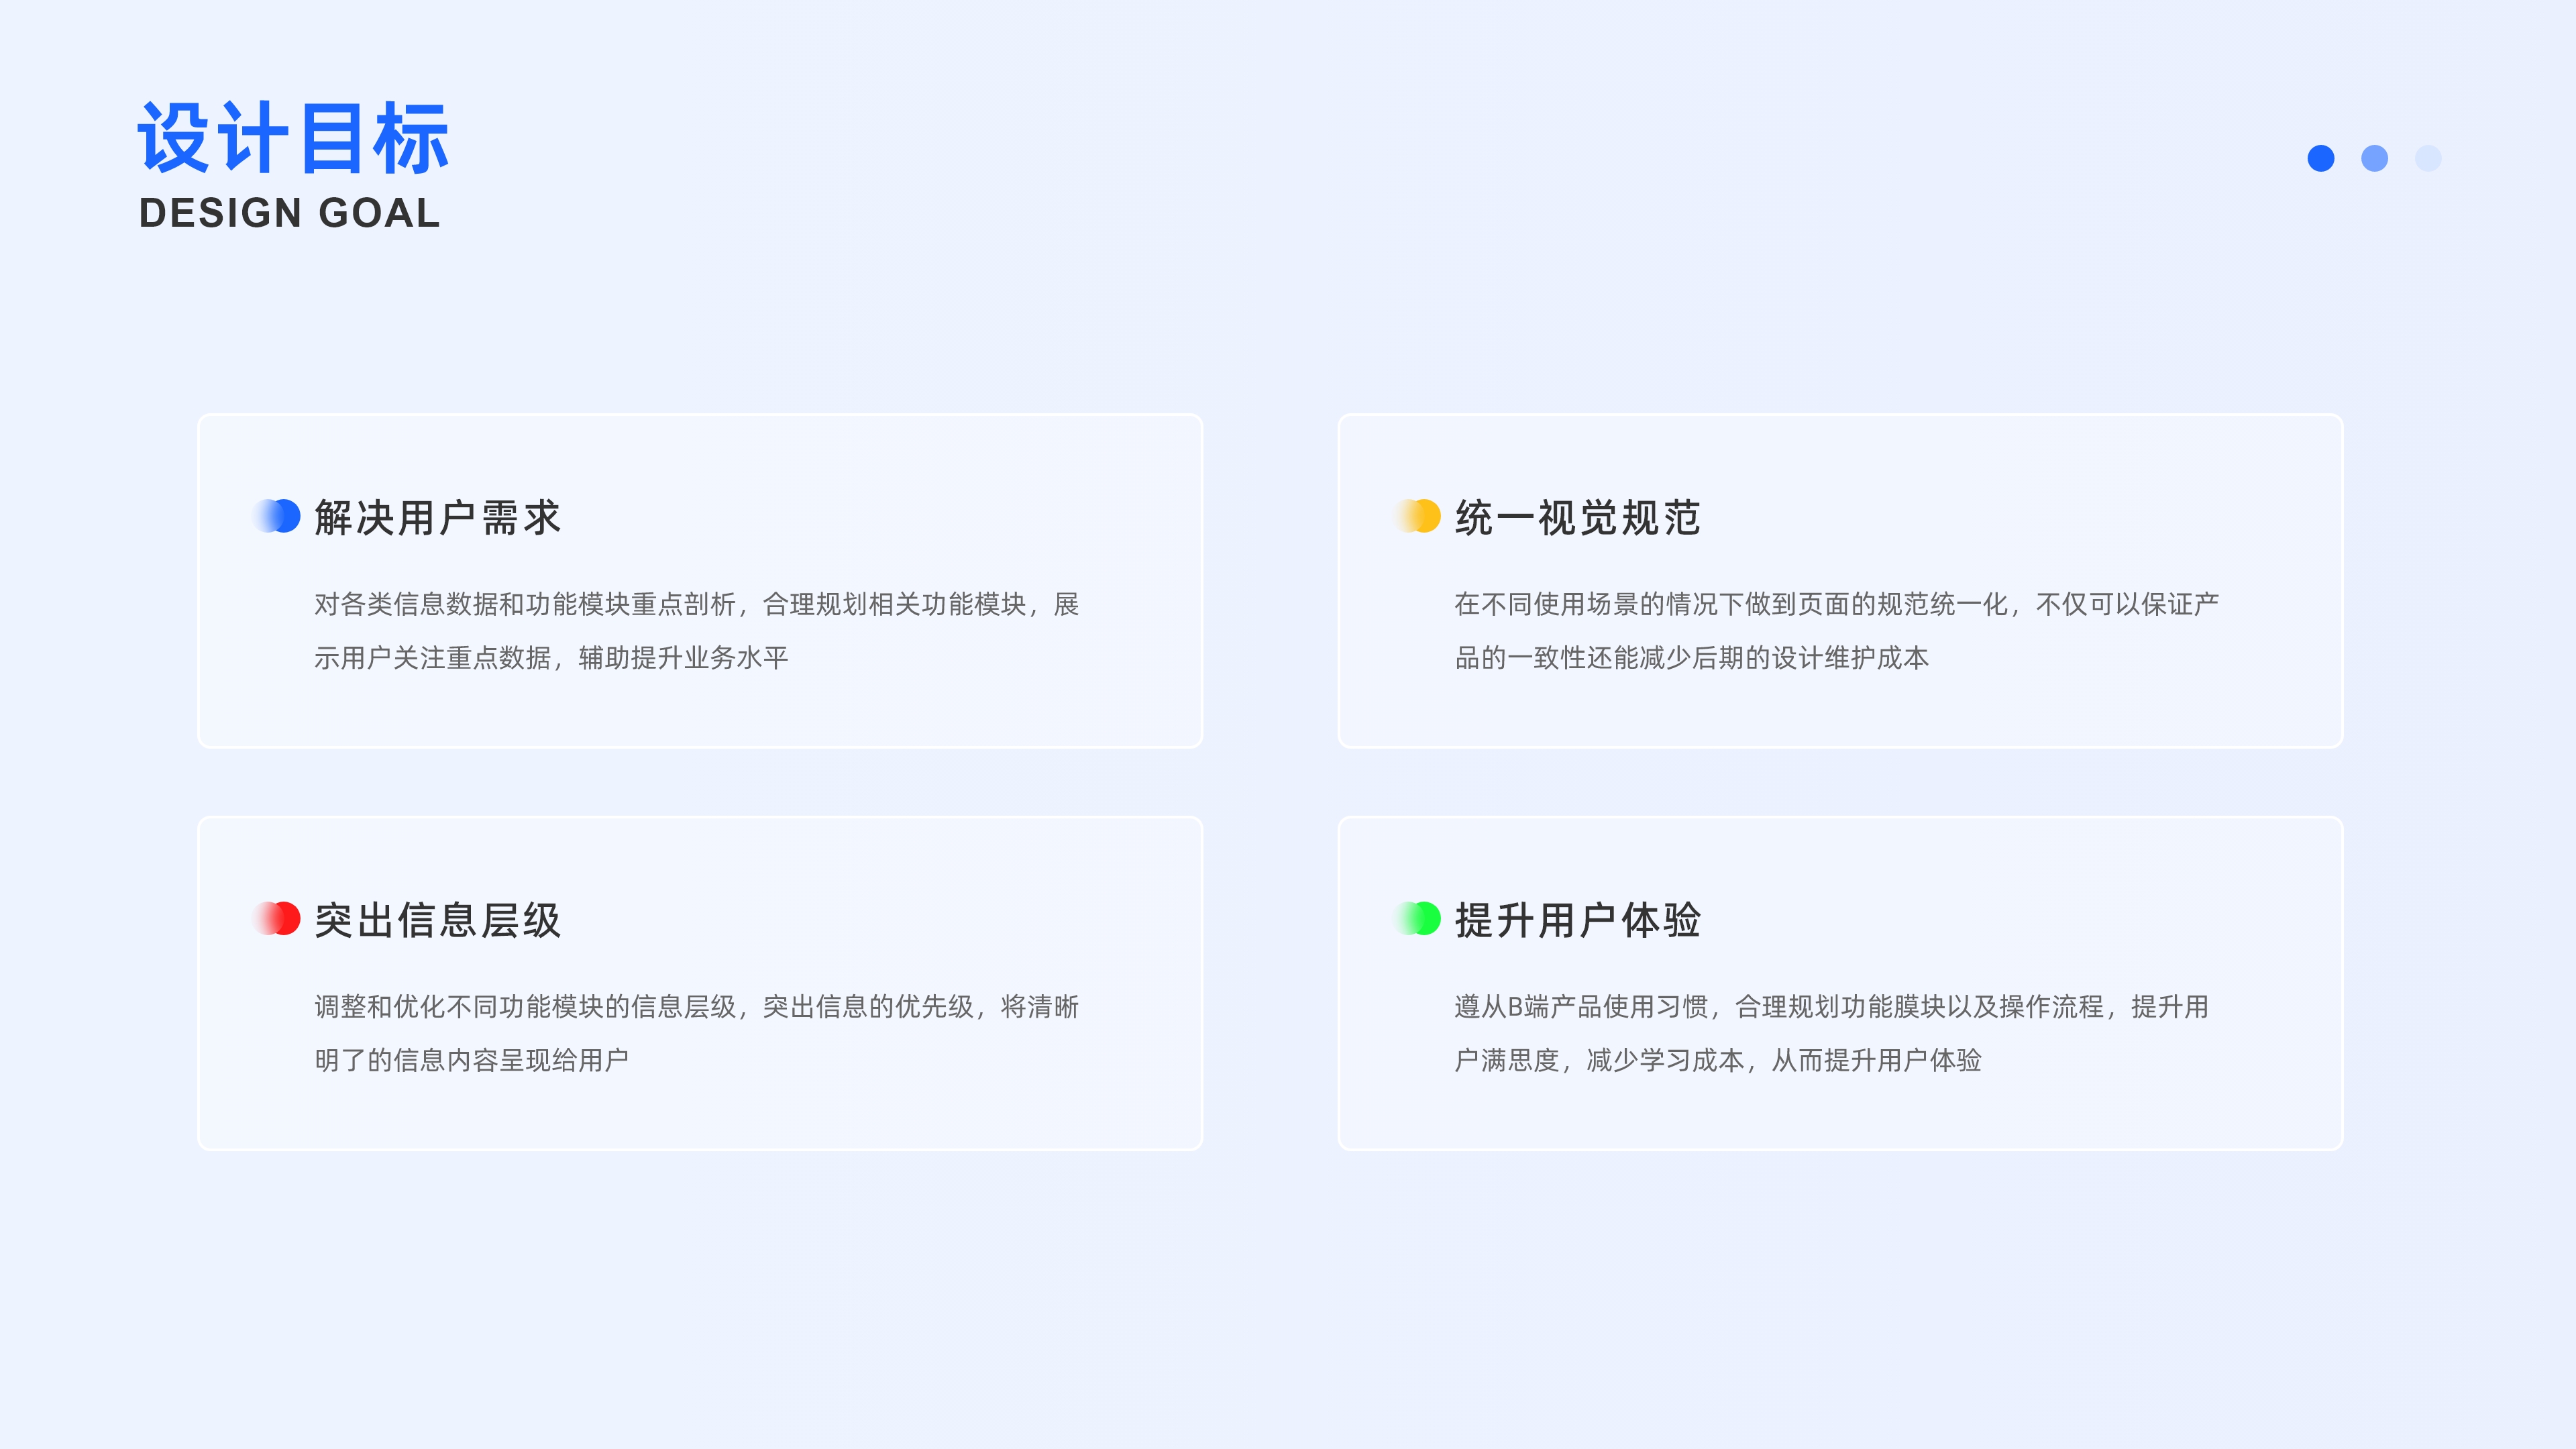 设计目标
DESIGN GOAL
解决用户需求
对各类信息数据和功能模块重点剖析，合理规划相关功能模块，展
示用户关注重点数据，辅助提升业务水平
统一视觉规范
在不同使用场景的情况下做到页面的规范统一化，不仅可以保证产
品的一致性还能减少后期的设计维护成本
突出信息层级
调整和优化不同功能模块的信息层级，突出信息的优先级，将清晰
明了的信息内容呈现给用户
提升用户体验
遵从B端产品使用习惯，合理规划功能膜块以及操作流程，提升用
户满思度，减少学习成本，从而提升用户体验